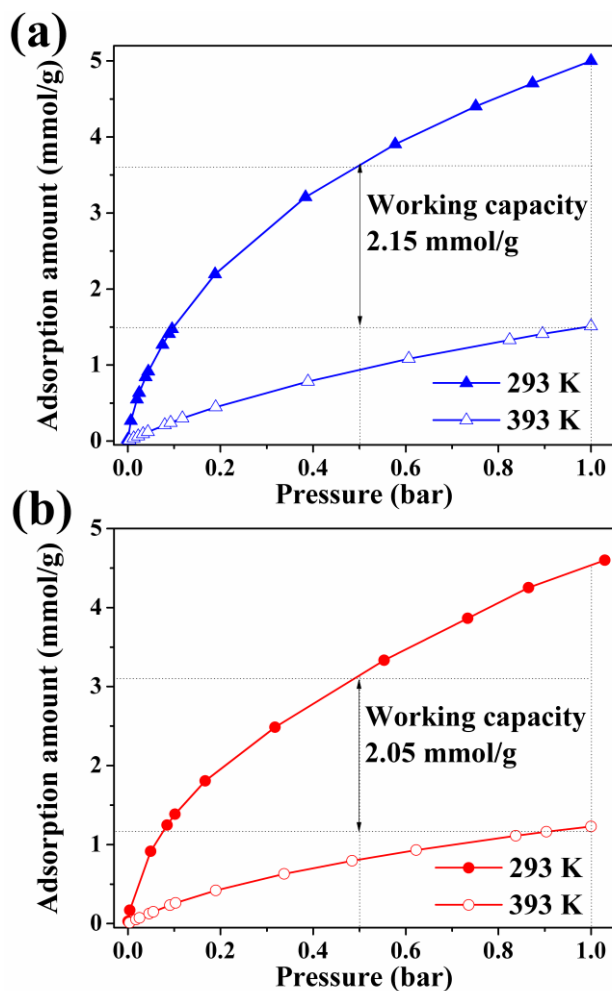 (a)
Adsorption amount (mmol/g)
5
4
3
2
1
0
Working capacity
2.15 mmol/g
293 K
393 K
0.0 0.2 0.4 0.6 0.8 1.0
Pressure (bar)
(b)
Adsorption amount (mmol/g)
5
4
3
2
1
0
Working capacity
2.05 mmol/g
293 K
393 K
0.0 0.2 0.4 0.6 0.8 1.0
Pressure (bar)